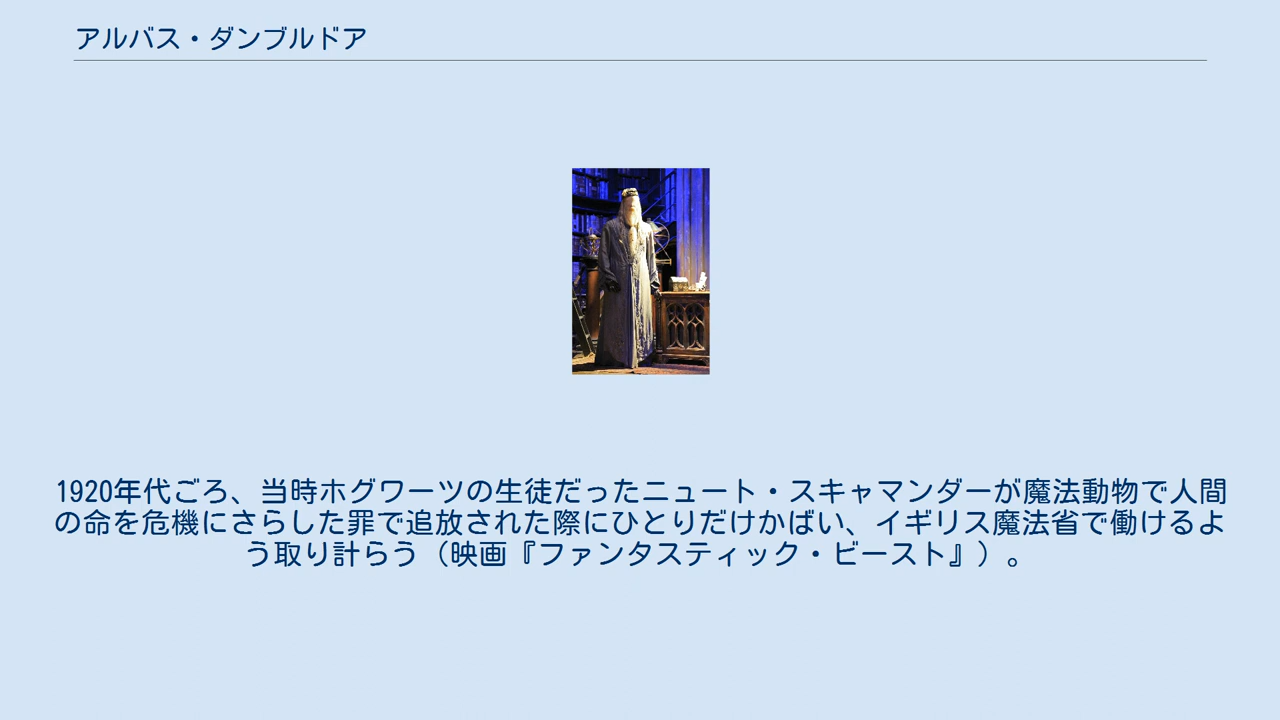 アルバス・ダンブルドア
1920年代ごろ、当時ホグワーツの生徒だったニュート・スキャマンダーが魔法動物で人間
の命を危機にさらした罪で追放された際にひとりだけかばい、イギリス魔法省で働けるよ
う取り計らう（映画『ファンタスティック・ビースト』）。